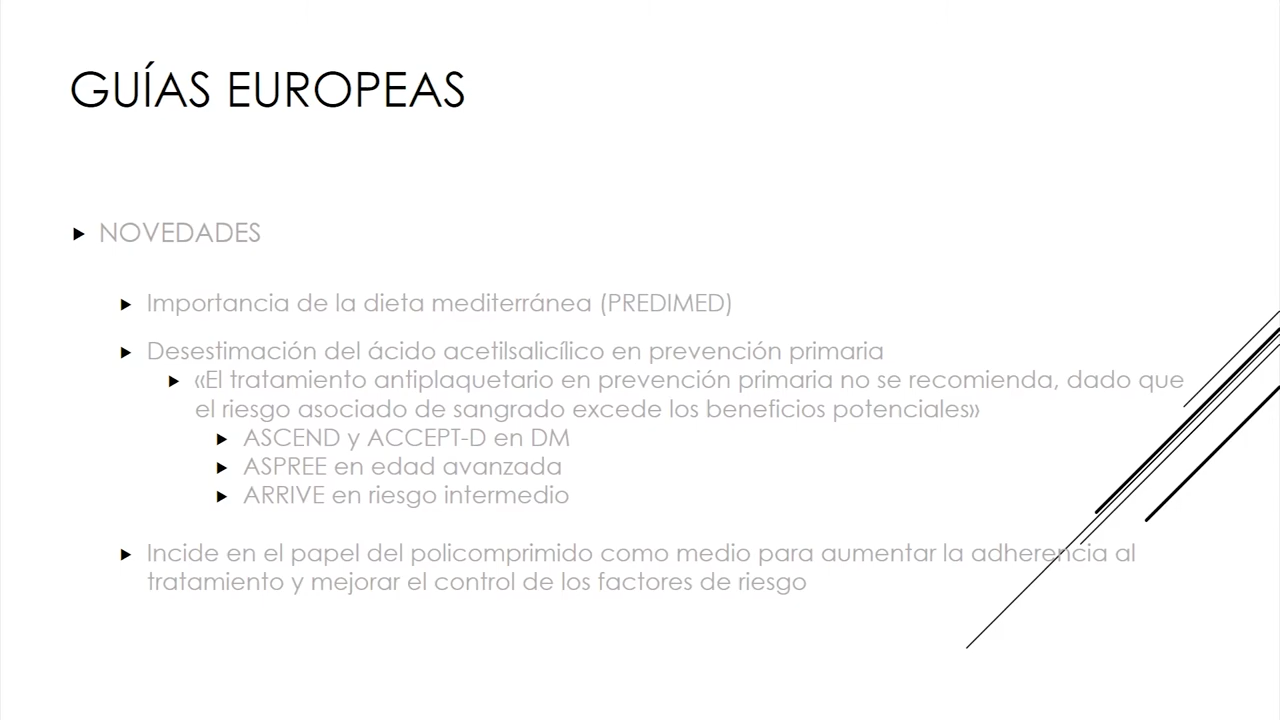 GUÍAS EUROPEAS
NOVEDADES
Importancia de la dieta mediterránea (PREDIMED)
Desestimación del ácido acetilsalicílico en prevención primaria
«El tratamiento antiplaquetario en prevención primaria no se recomienda, dado que
el riesgo asociado de sangrado excede los beneficios potenciales»
ASCEND y ACCEPT-D en DM
ASPREE en edad avanzada
ARRIVE en riesgo intermedio
Incide en el papel del policomprimido como medio para aumentar la adherencia al
tratamiento y mejorar el control de los factores de riesgo